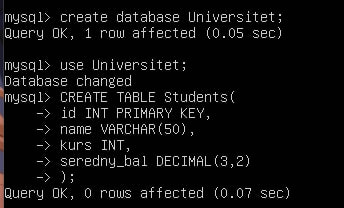 mysql> create database Universitet;
Query OK, 1 row affected (0.05 sec)
mysql> use Universitet;
Database changed
mysql> CREATE TABLE Students(
-> id INT PRIMARY KEY,
-> name VARCHAR(50),
-> kurs INT,
-> seredny_bal DECIMAL(3,2)
-> );
Query OK, 0 rows affected (0.07 sec)